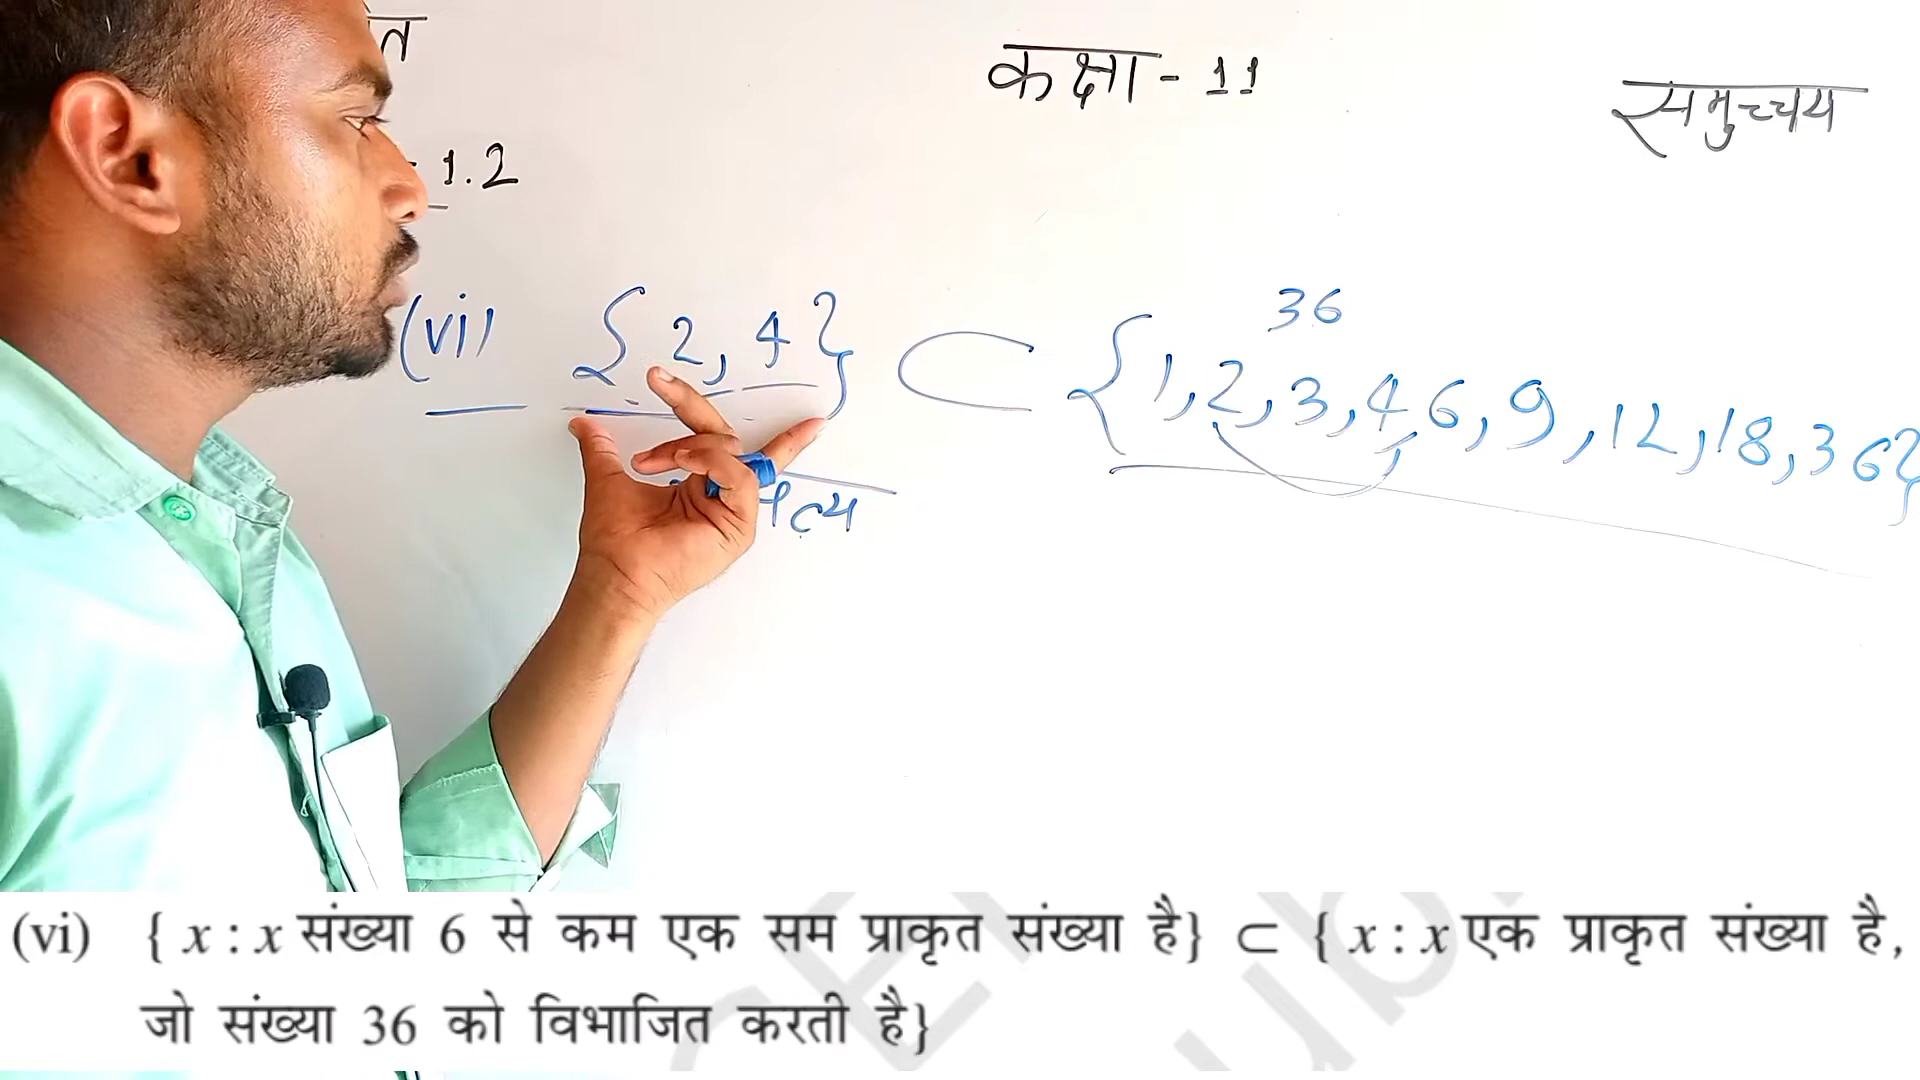 त
कक्षा - 11
समुच्चय
1.2
36
(vi) { 2, 4 } ⊂ { 1, 2, 3, 4, 6, 9, 12, 18, 36 }
(vi) { x : x संख्या 6 से कम एक सम प्राकृत संख्या है} ⊂ { x : x एक प्राकृत संख्या है,
जो संख्या 36 को विभाजित करती है}